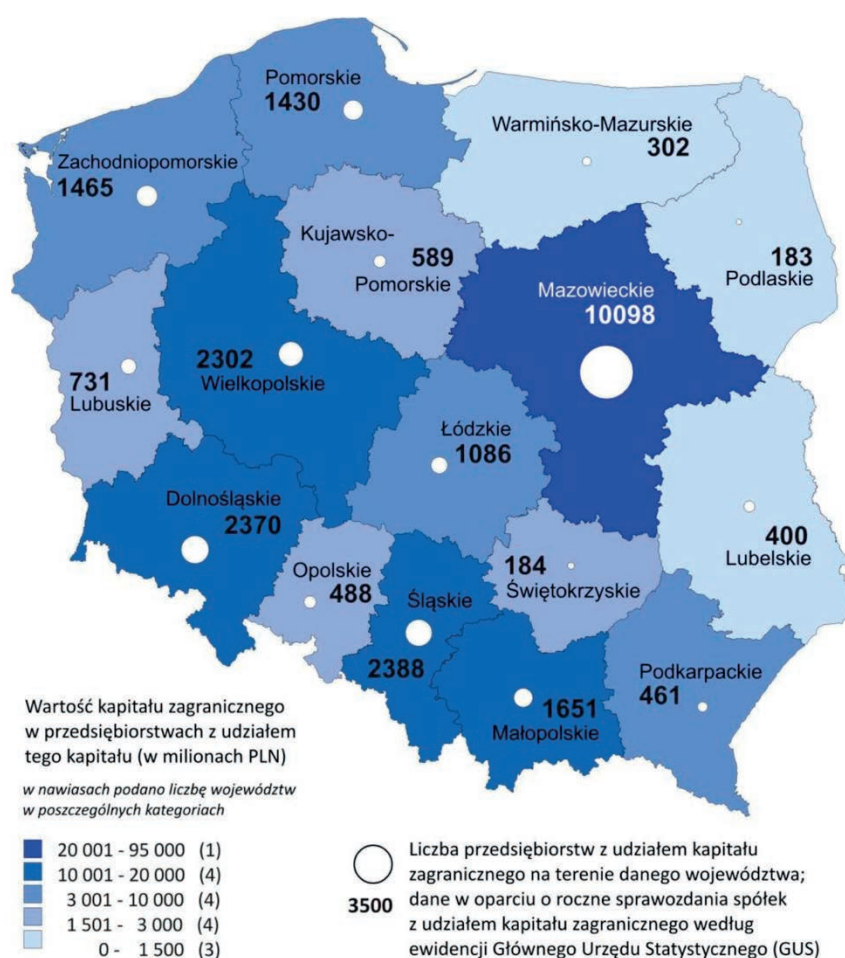 Pomorskie
1430
Warmińsko-Mazurskie
302
Zachodniopomorskie
1465
Kujawsko-
589
Pomorskie
183
Podlaskie
Mazowieckie
10098
2302
Wielkopolskie
731
Lubuskie
Łódzkie
1086
Dolnośląskie
2370
400
Lubelskie
Opolskie
488
184
Świętokrzyskie
Śląskie
2388
Podkarpackie
461
1651
Małopolskie
Wartość kapitału zagranicznego
w przedsiębiorstwach z udziałem
tego kapitału (w milionach PLN)
w nawiasach podano liczbę województw
w poszczególnych kategoriach
20 001 - 95 000 (1)
10 001 - 20 000 (4)
3 001 - 10 000 (4)
1 501 - 3 000 (4)
0 - 1 500 (3)
3500
Liczba przedsiębiorstw z udziałem kapitału
zagranicznego na terenie danego województwa;
dane w oparciu o roczne sprawozdania spółek
z udziałem kapitału zagranicznego według
ewidencji Głównego Urzędu Statystycznego (GUS)